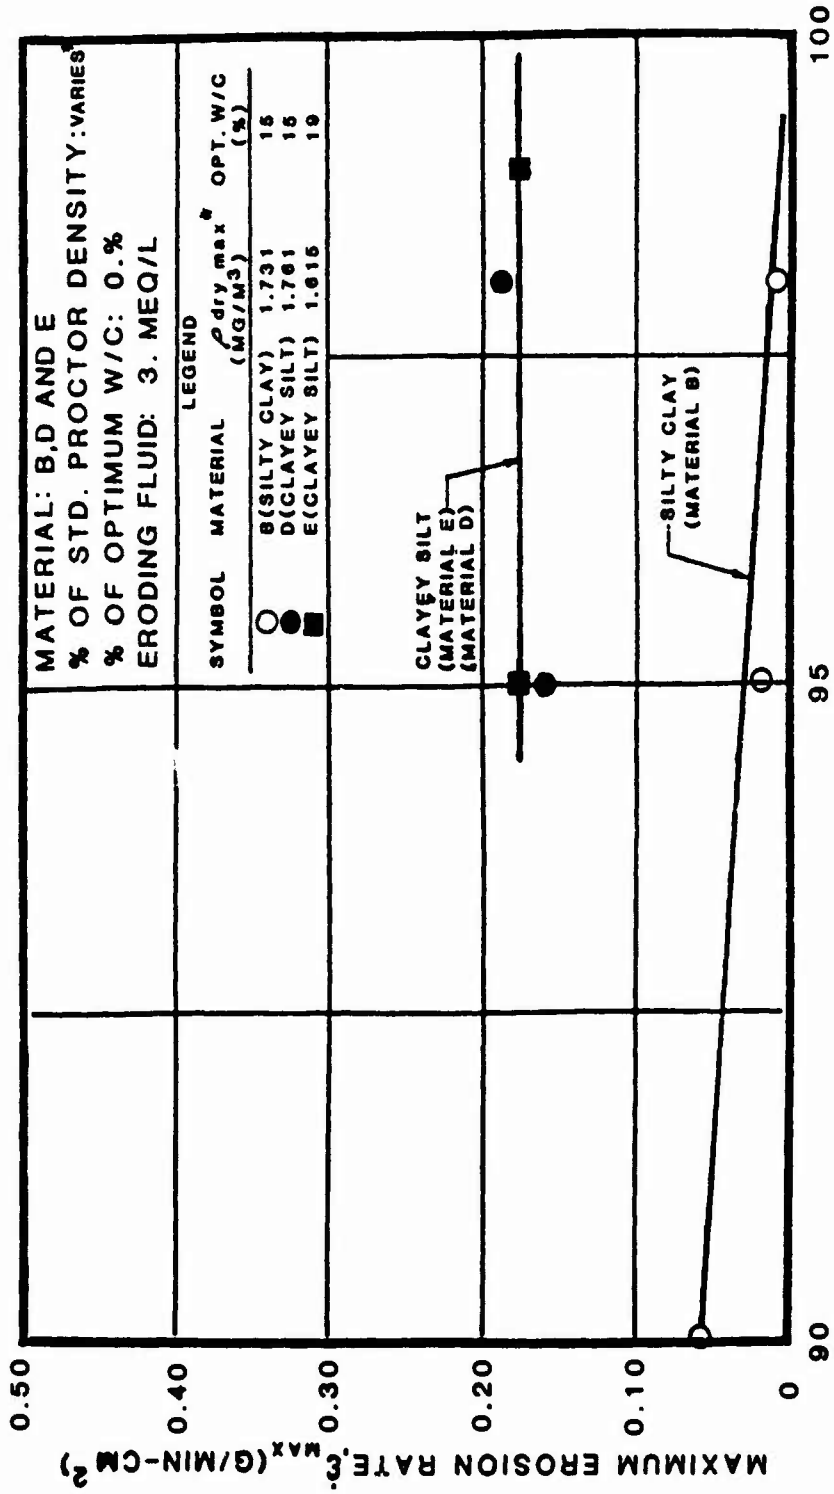 MATERIAL: B,D AND E
% OF STD. PROCTOR DENSITY: VARIES*
% OF OPTIMUM W/C: 0.%
ERODING FLUID: 3. MEQ/L
LEGEND
SYMBOL MATERIAL ρ dry max* OPT. W/C
(MG/M³) (%)
B(SILTY CLAY) 1.731 15
D(CLAYEY SILT) 1.761 15
E(CLAYEY SILT) 1.615 19
CLAYEY SILT
(MATERIAL E)
(MATERIAL D)
SILTY CLAY
(MATERIAL B)
MAXIMUM EROSION RATE, ε̇ MAX (G/MIN-CM²)
0.50
0.40
0.30
0.20
0.10
0
90
95
100